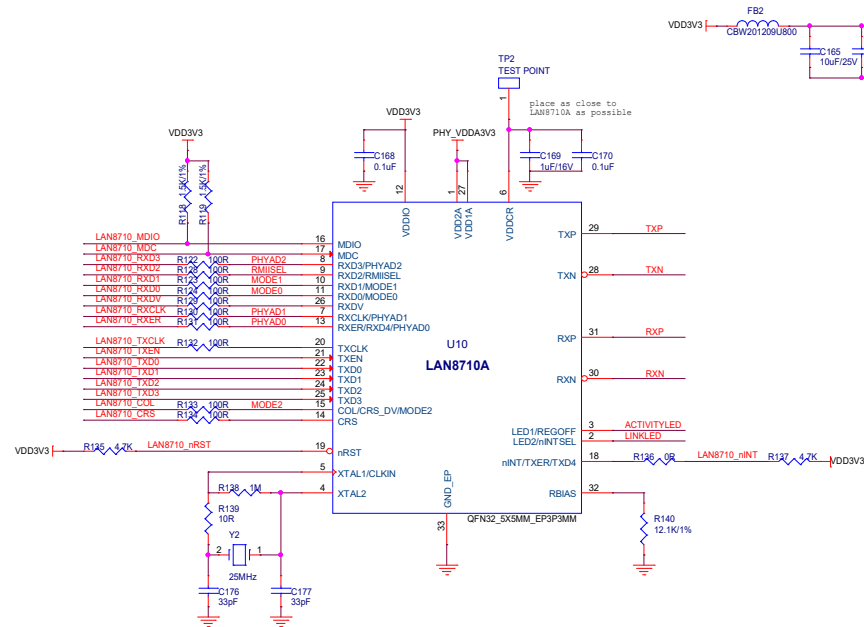 FB2
VDD3V3
CBW201209U800
C165
10uF/25V
TP2
TEST POINT
1
place as close to
LAN8710A as possible
VDD3V3
VDD3V3
PHY_VDDA3V3
C168
0.1uF
C169
1uF/16V
C170
0.1uF
R118 1.5K/1%
R119 1.5K/1%
12
1
27
6
VDDIO
VDD2A
VDD1A
VDDCR
LAN8710_MDIO 16 MDIO
LAN8710_MDC 17 MDC
LAN8710_RXD3 R122 100R PHYAD2 8 RXD3/PHYAD2
LAN8710_RXD2 R128 100R RMIISEL 9 RXD2/RMIISEL
LAN8710_RXD1 R123 100R MODE1 10 RXD1/MODE1
LAN8710_RXD0 R124 100R MODE0 11 RXD0/MODE0
LAN8710_RXDV R129 100R 26 RXDV
LAN8710_RXCLK R130 100R PHYAD1 7 RXCLK/PHYAD1
LAN8710_RXER R131 100R PHYAD0 13 RXER/RXD4/PHYAD0
LAN8710_TXCLK R132 100R 20 TXCLK
LAN8710_TXEN 21 TXEN
LAN8710_TXD0 22 TXD0
LAN8710_TXD1 23 TXD1
LAN8710_TXD2 24 TXD2
LAN8710_TXD3 25 TXD3
LAN8710_COL R133 100R MODE2 15 COL/CRS_DV/MODE2
LAN8710_CRS R134 100R 14 CRS
VDD3V3 R135 4.7K LAN8710_nRST 19 nRST
5 XTAL1/CLKIN
R138 1M 4 XTAL2
U10
LAN8710A
TXP 29 TXP
TXN 28 TXN
RXP 31 RXP
RXN 30 RXN
LED1/REGOFF 3 ACTIVITYLED
LED2/nINTSEL 2 LINKLED
nINT/TXER/TXD4 18 R136 0R LAN8710_nINT R137 4.7K VDD3V3
RBIAS 32
GND_EP
33
QFN32_5X5MM_EP3P3MM
R140
12.1K/1%
R139
10R
Y2
2 1
25MHz
C176
33pF
C177
33pF